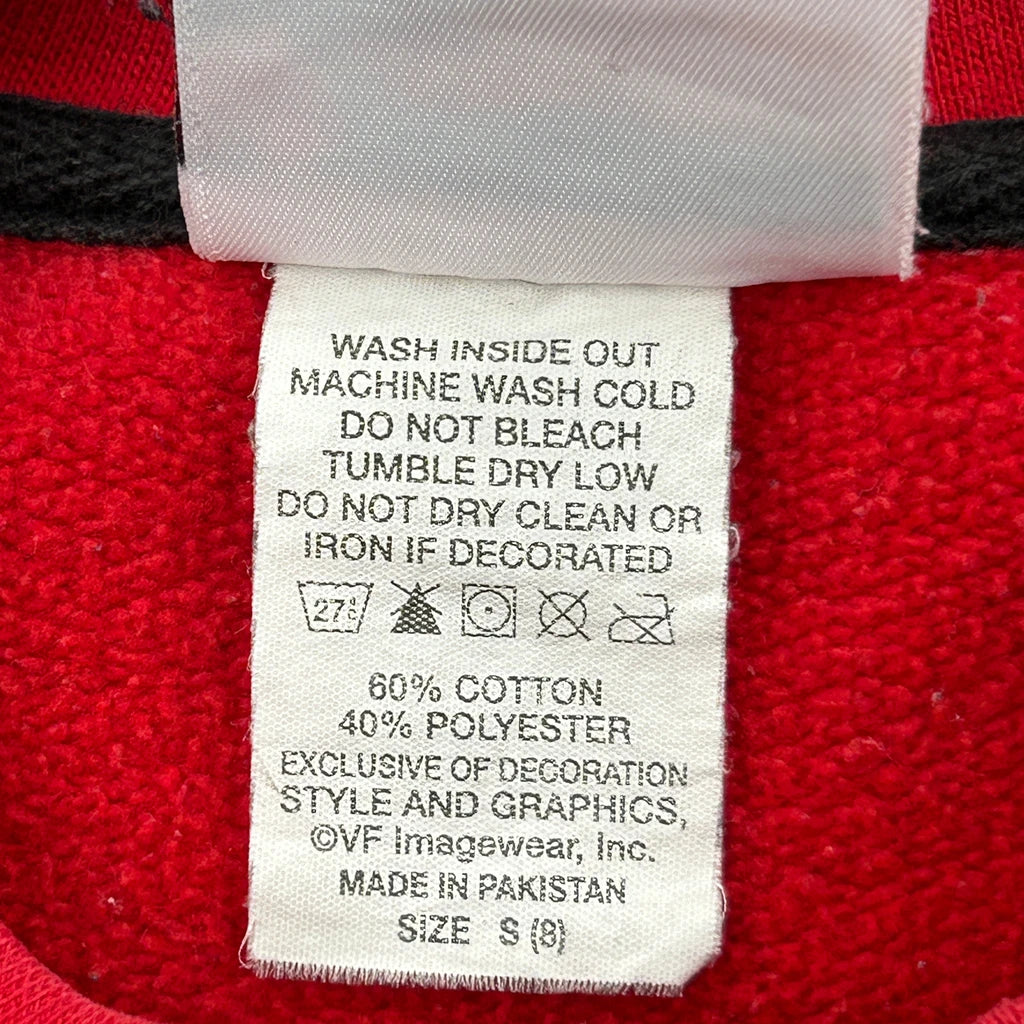 WASH INSIDE OUT
MACHINE WASH COLD
DO NOT BLEACH
TUMBLE DRY LOW
DO NOT DRY CLEAN OR
IRON IF DECORATED
27°C
60% COTTON
40% POLYESTER
EXCLUSIVE OF DECORATION
STYLE AND GRAPHICS,
©VF Imagewear, Inc.
MADE IN PAKISTAN
SIZE S (8)